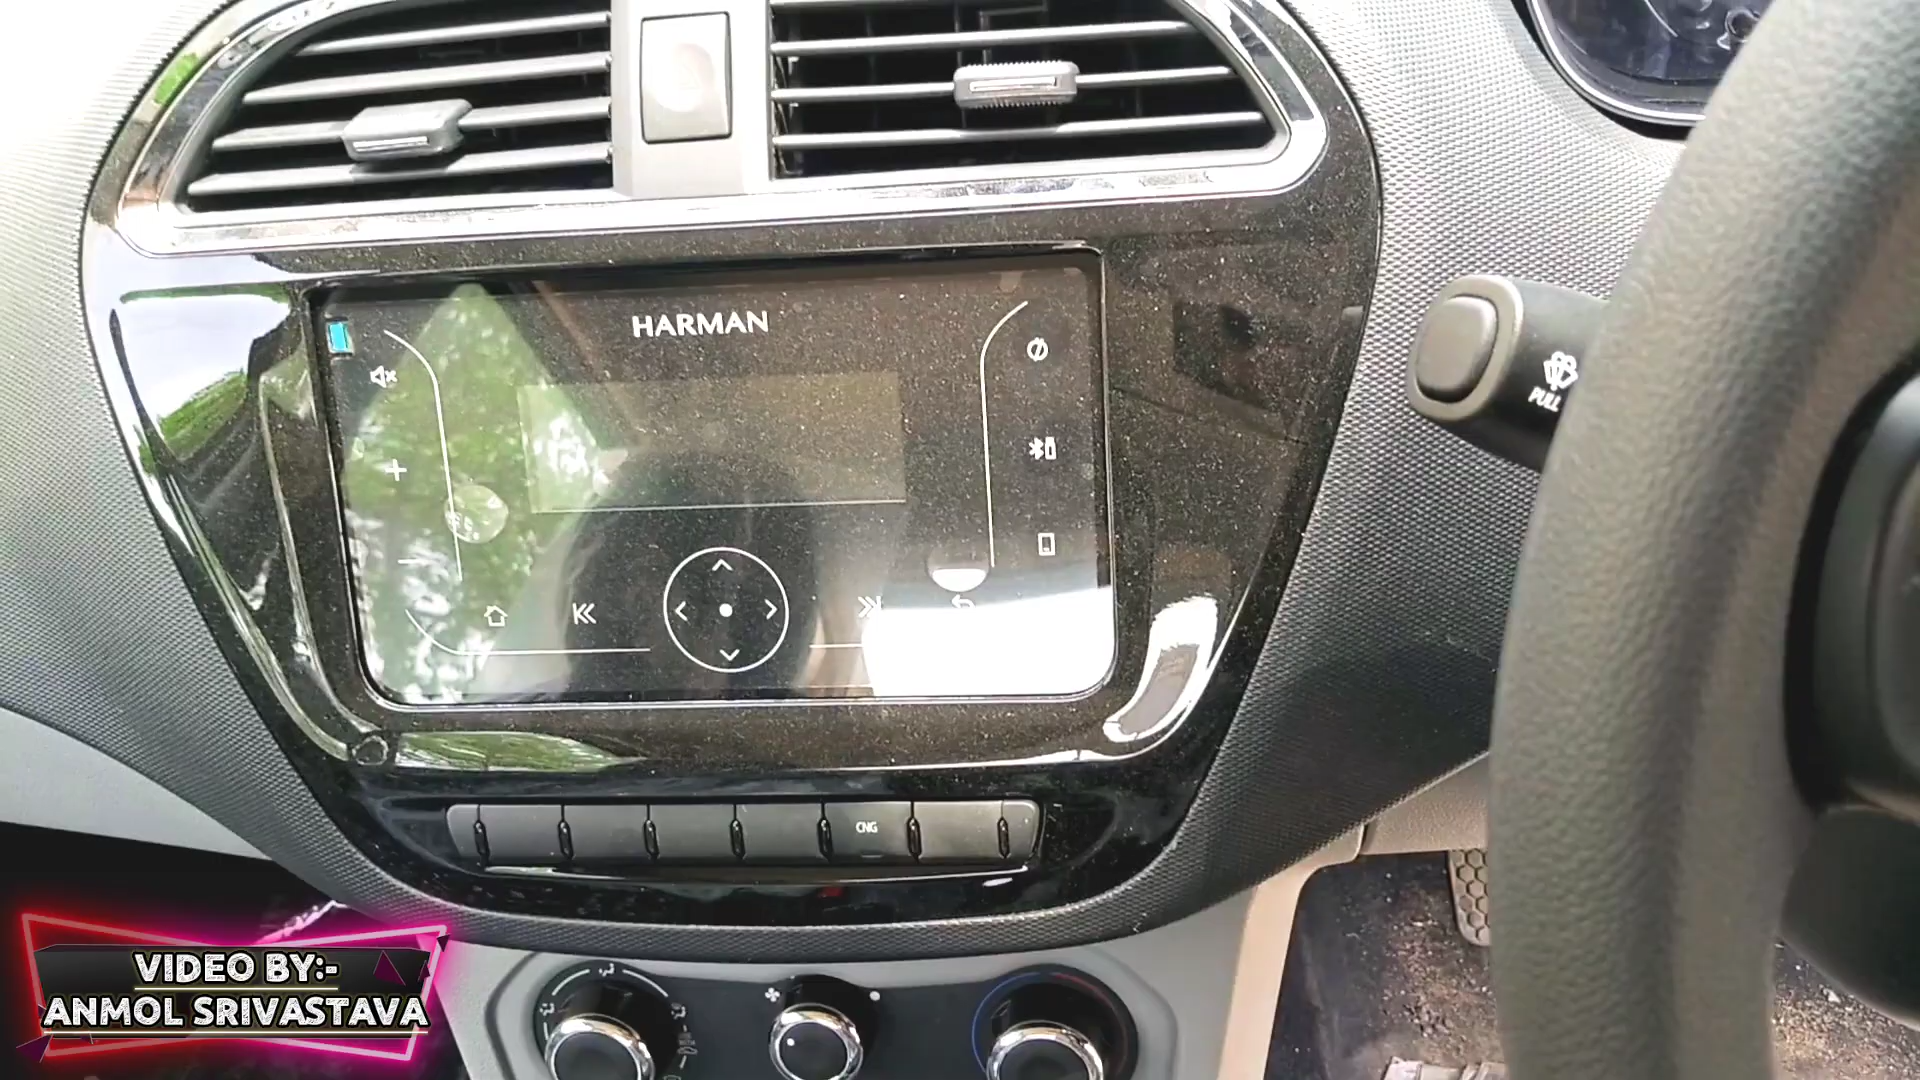 HARMAN
PULL
CNG
VIDEO BY:-
ANMOL SRIVASTAVA